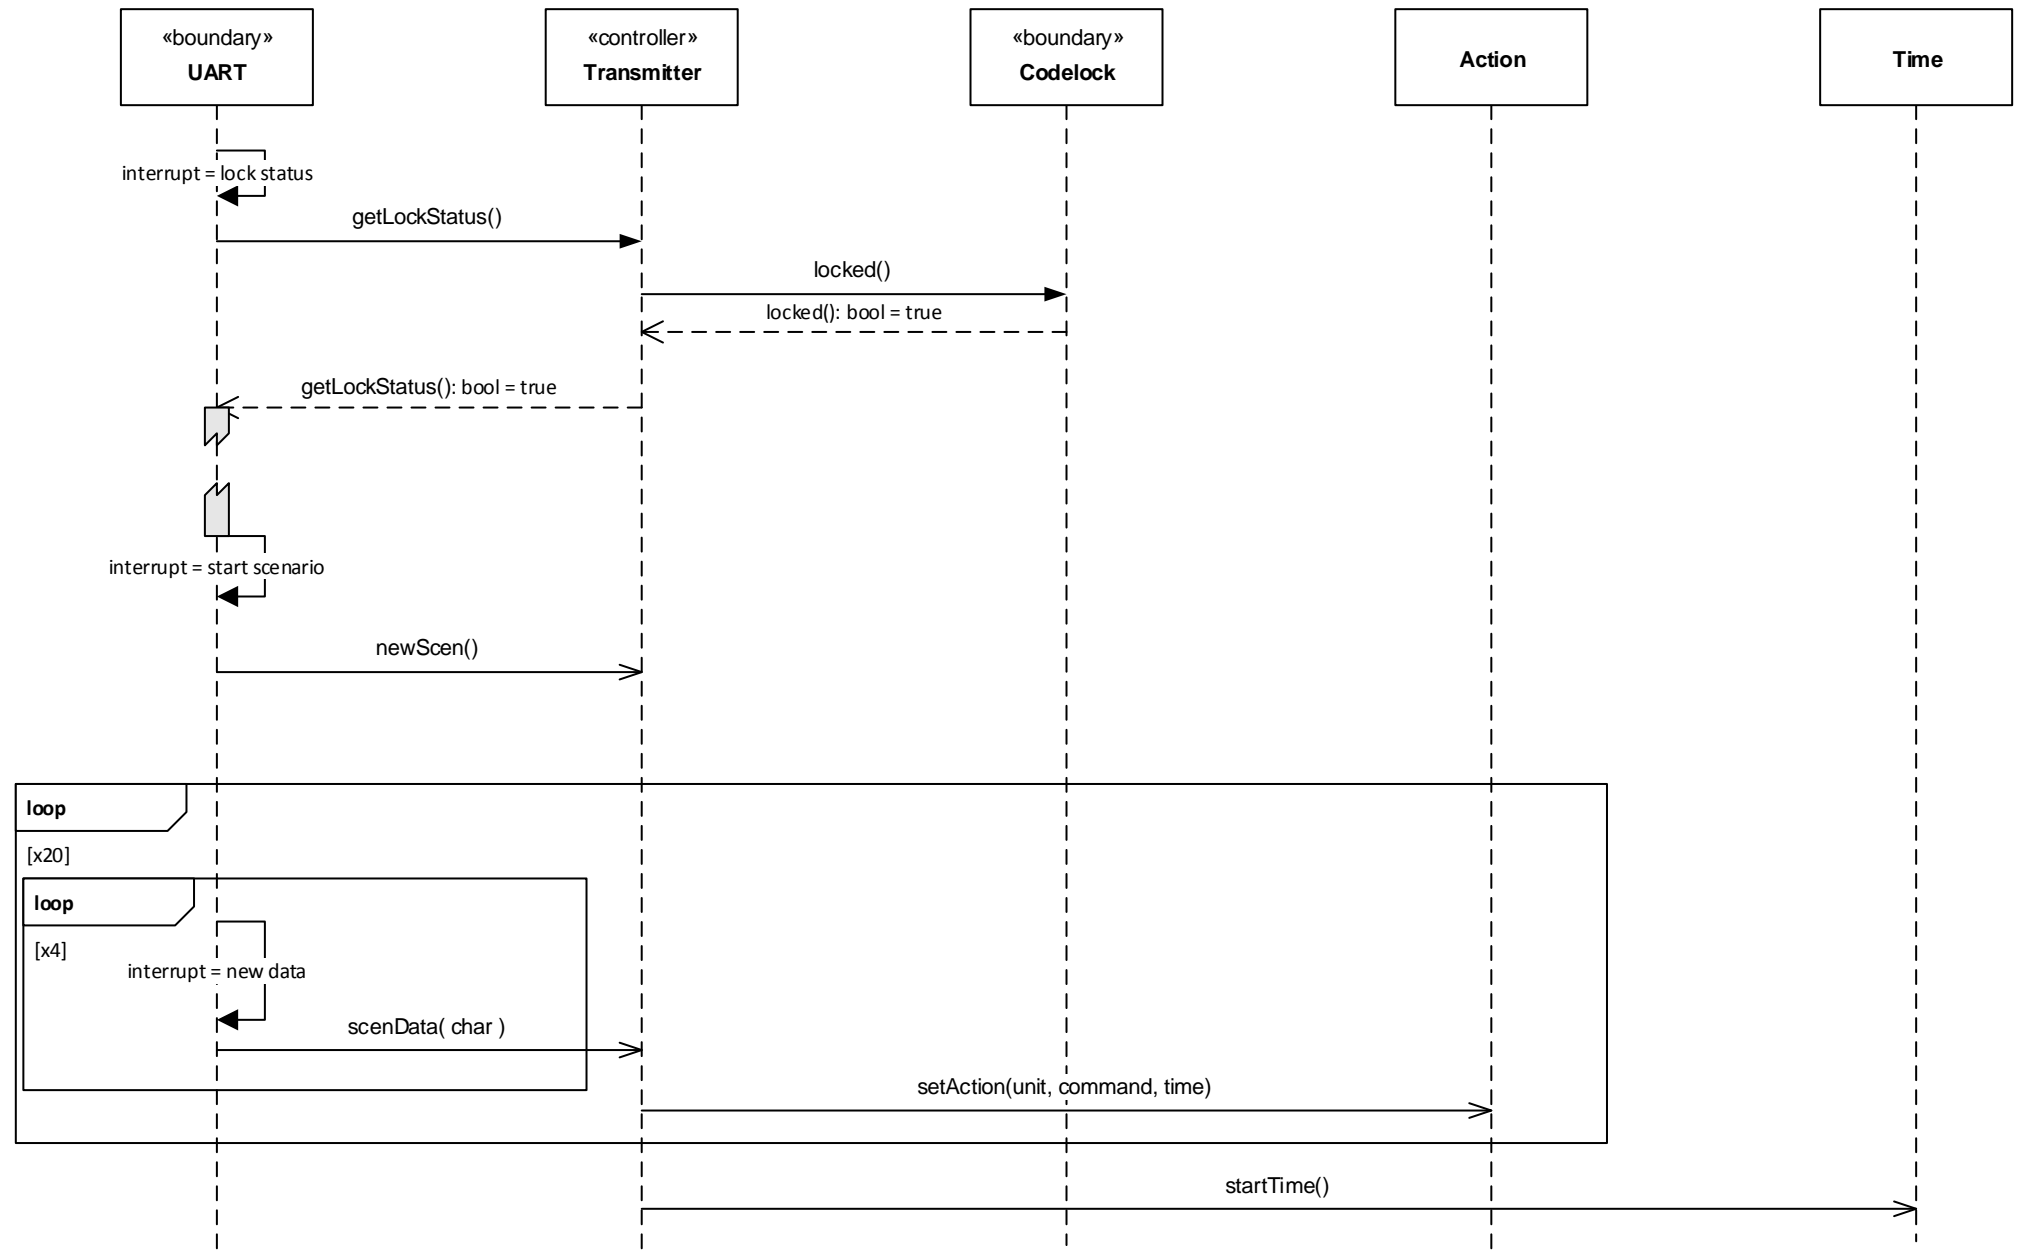 «boundary»
UART
«controller»
Transmitter
«boundary»
Codelock
Action
Time
interrupt = lock status
getLockStatus()
locked()
locked(): bool = true
getLockStatus(): bool = true
interrupt = start scenario
newScen()
loop
[x20]
loop
[x4]
interrupt = new data
scenData( char )
setAction(unit, command, time)
startTime()